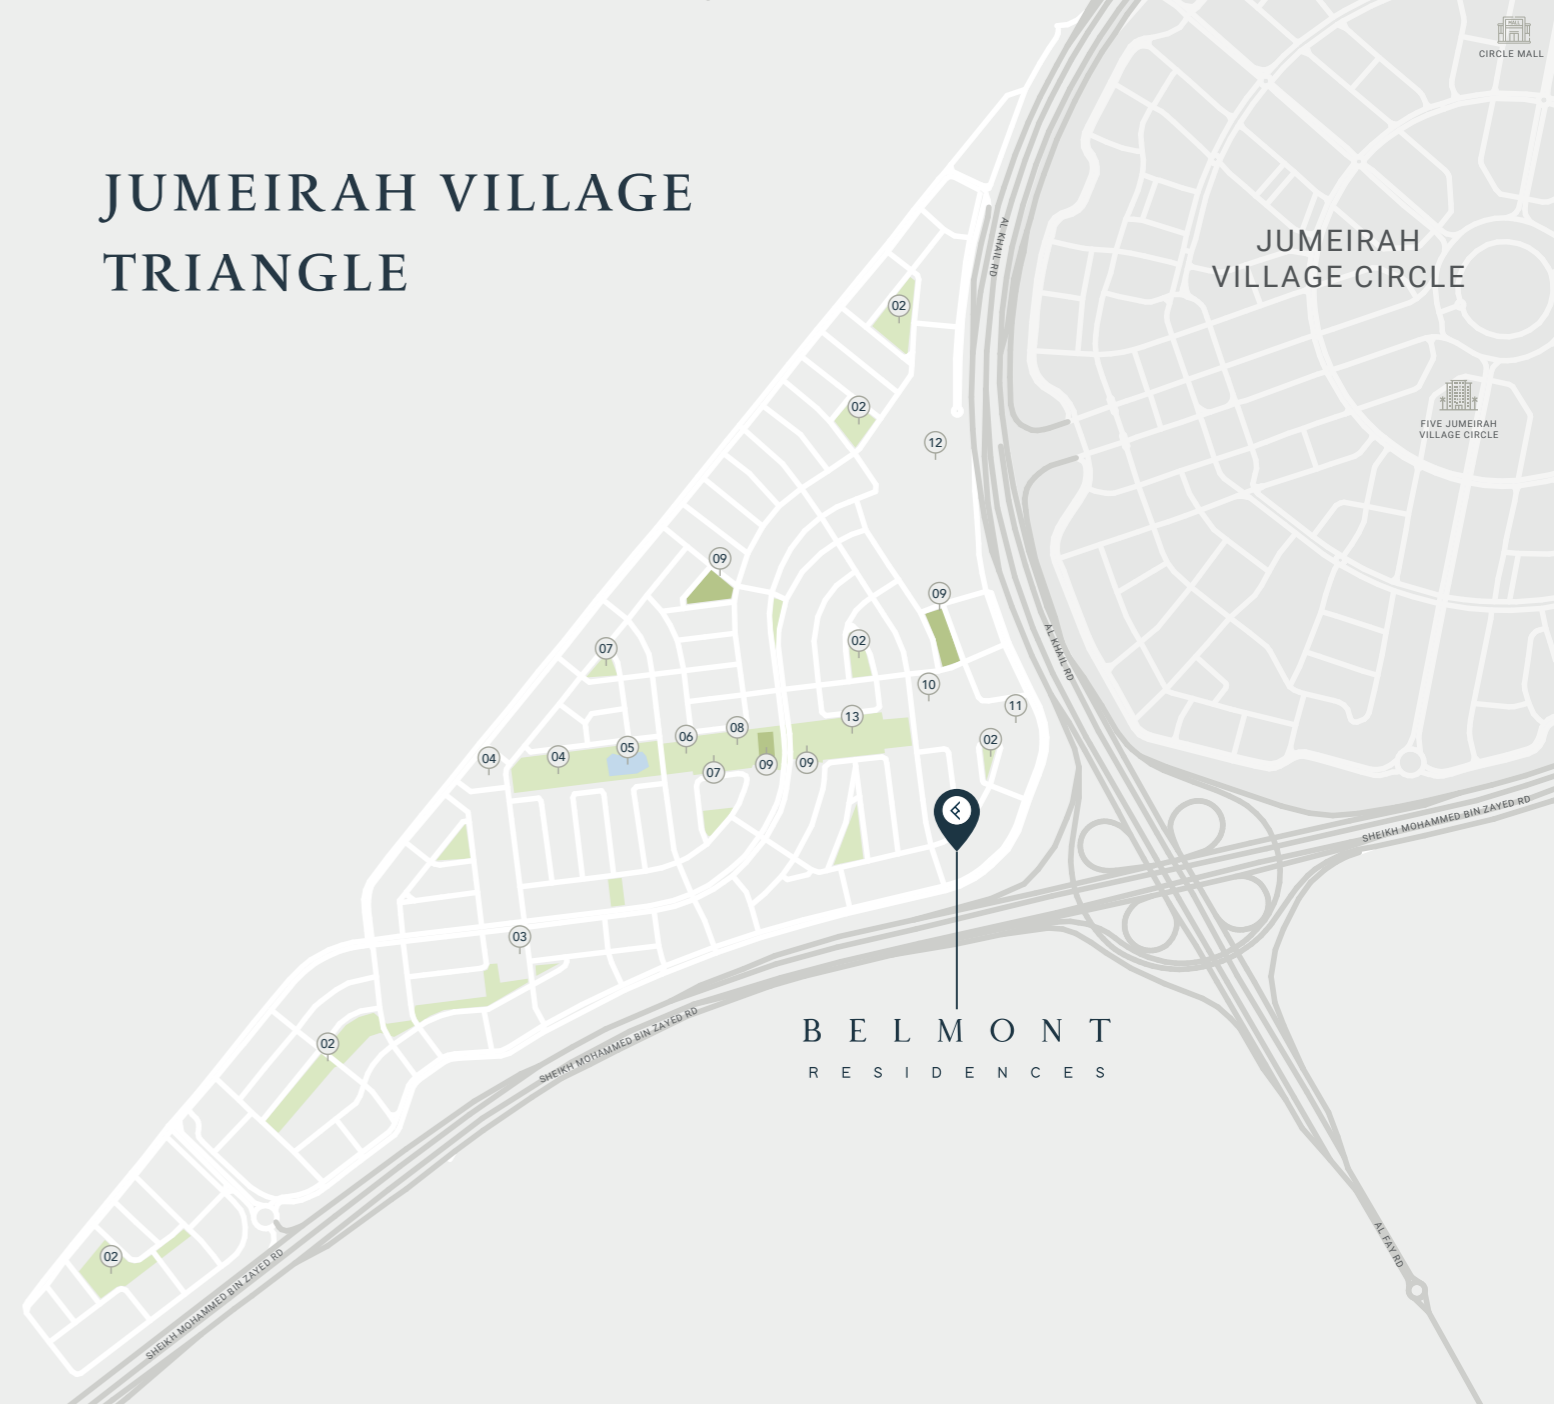 MALL
CIRCLE MALL
JUMEIRAH VILLAGE
TRIANGLE
AL KHAIL RD
JUMEIRAH
VILLAGE CIRCLE
02
02
FIVE JUMEIRAH
VILLAGE CIRCLE
12
09
09
AL KHAIL RD
02
07
10
11
13
08
06
02
05
04
04
07
09
09
SHEIKH MOHAMMED BIN ZAYED RD
03
BELMONT
RESIDENCES
SHEIKH MOHAMMED BIN ZAYED RD
02
AL FAY RD
02
SHEIKH MOHAMMED BIN ZAYED RD